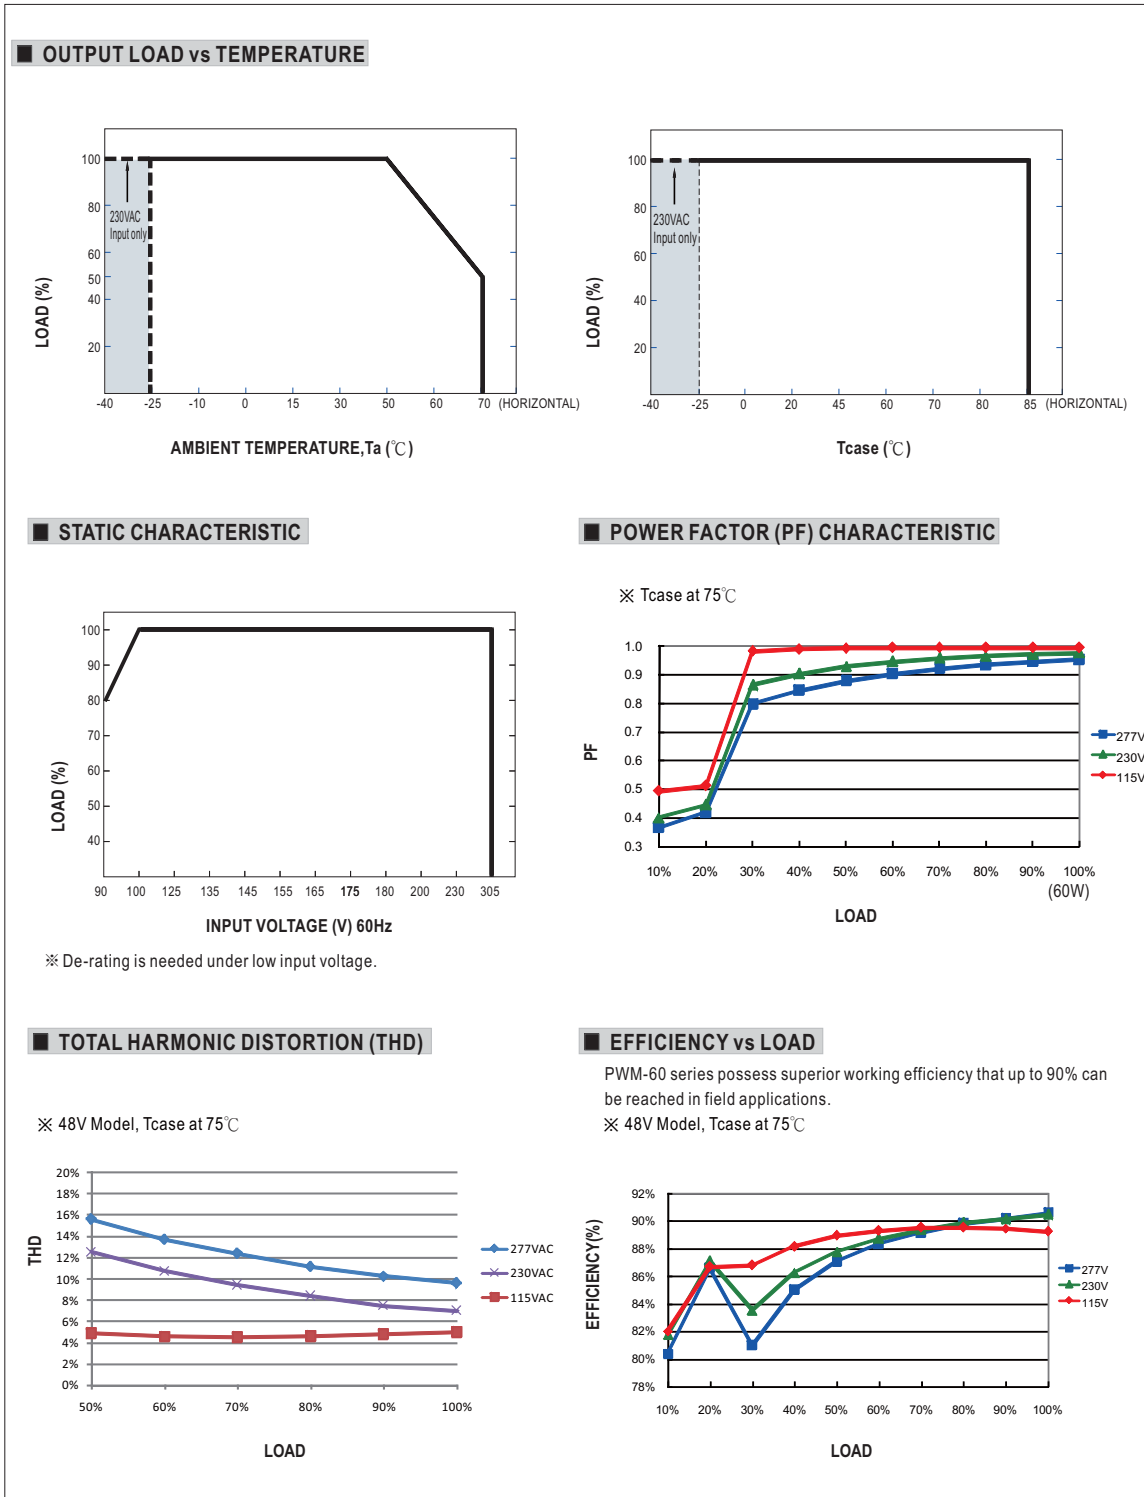 ■ OUTPUT LOAD vs TEMPERATURE
100
80
60
50
40
20
230VAC
Input only
LOAD (%)
-40 -25 -10 0 15 30 50 60 70 (HORIZONTAL)
AMBIENT TEMPERATURE,Ta (℃)
100
80
60
40
20
230VAC
Input only
LOAD (%)
-40 -25 0 20 45 60 70 80 85 (HORIZONTAL)
Tcase (℃)
■ STATIC CHARACTERISTIC
100
90
80
70
60
50
40
LOAD (%)
90 100 125 135 145 155 165 175 180 200 230 305
INPUT VOLTAGE (V) 60Hz
※ De-rating is needed under low input voltage.
■ POWER FACTOR (PF) CHARACTERISTIC
※ Tcase at 75℃
1.0
0.9
0.8
0.7
0.6
0.5
0.4
0.3
PF
277V
230V
115V
10% 20% 30% 40% 50% 60% 70% 80% 90% 100%
(60W)
LOAD
■ TOTAL HARMONIC DISTORTION (THD)
※ 48V Model, Tcase at 75℃
20%
18%
16%
14%
12%
10%
8%
6%
4%
2%
0%
THD
277VAC
230VAC
115VAC
50% 60% 70% 80% 90% 100%
LOAD
■ EFFICIENCY vs LOAD
PWM-60 series possess superior working efficiency that up to 90% can
be reached in field applications.
※ 48V Model, Tcase at 75℃
92%
90%
88%
86%
84%
82%
80%
78%
EFFICIENCY(%)
277V
230V
115V
10% 20% 30% 40% 50% 60% 70% 80% 90% 100%
LOAD